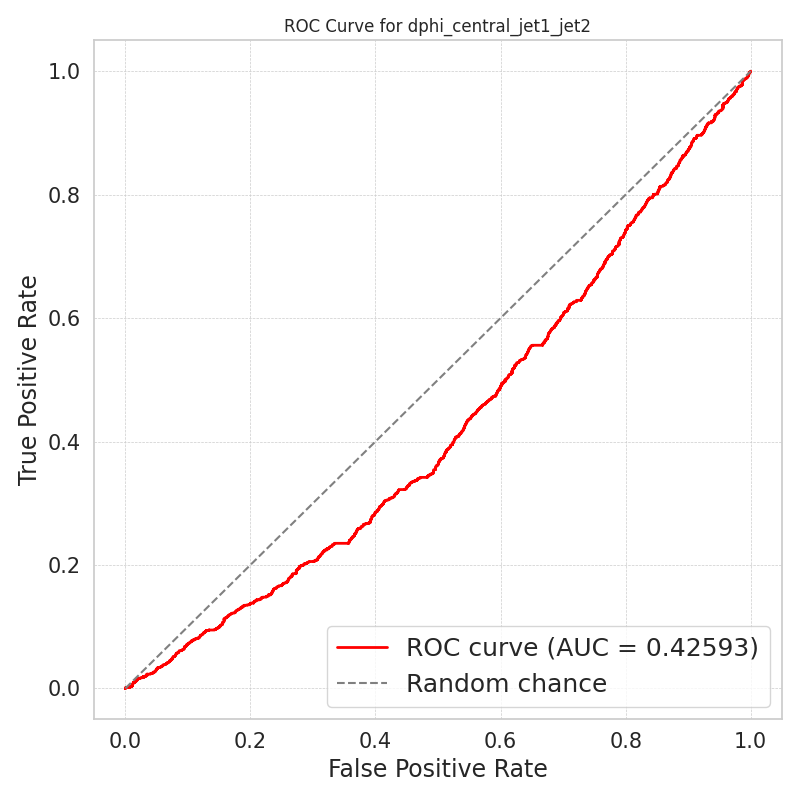 ROC Curve for dphi_central_jet1_jet2
True Positive Rate
1.0
0.8
0.6
0.4
0.2
0.0
ROC curve (AUC = 0.42593)
Random chance
0.0 0.2 0.4 0.6 0.8 1.0
False Positive Rate